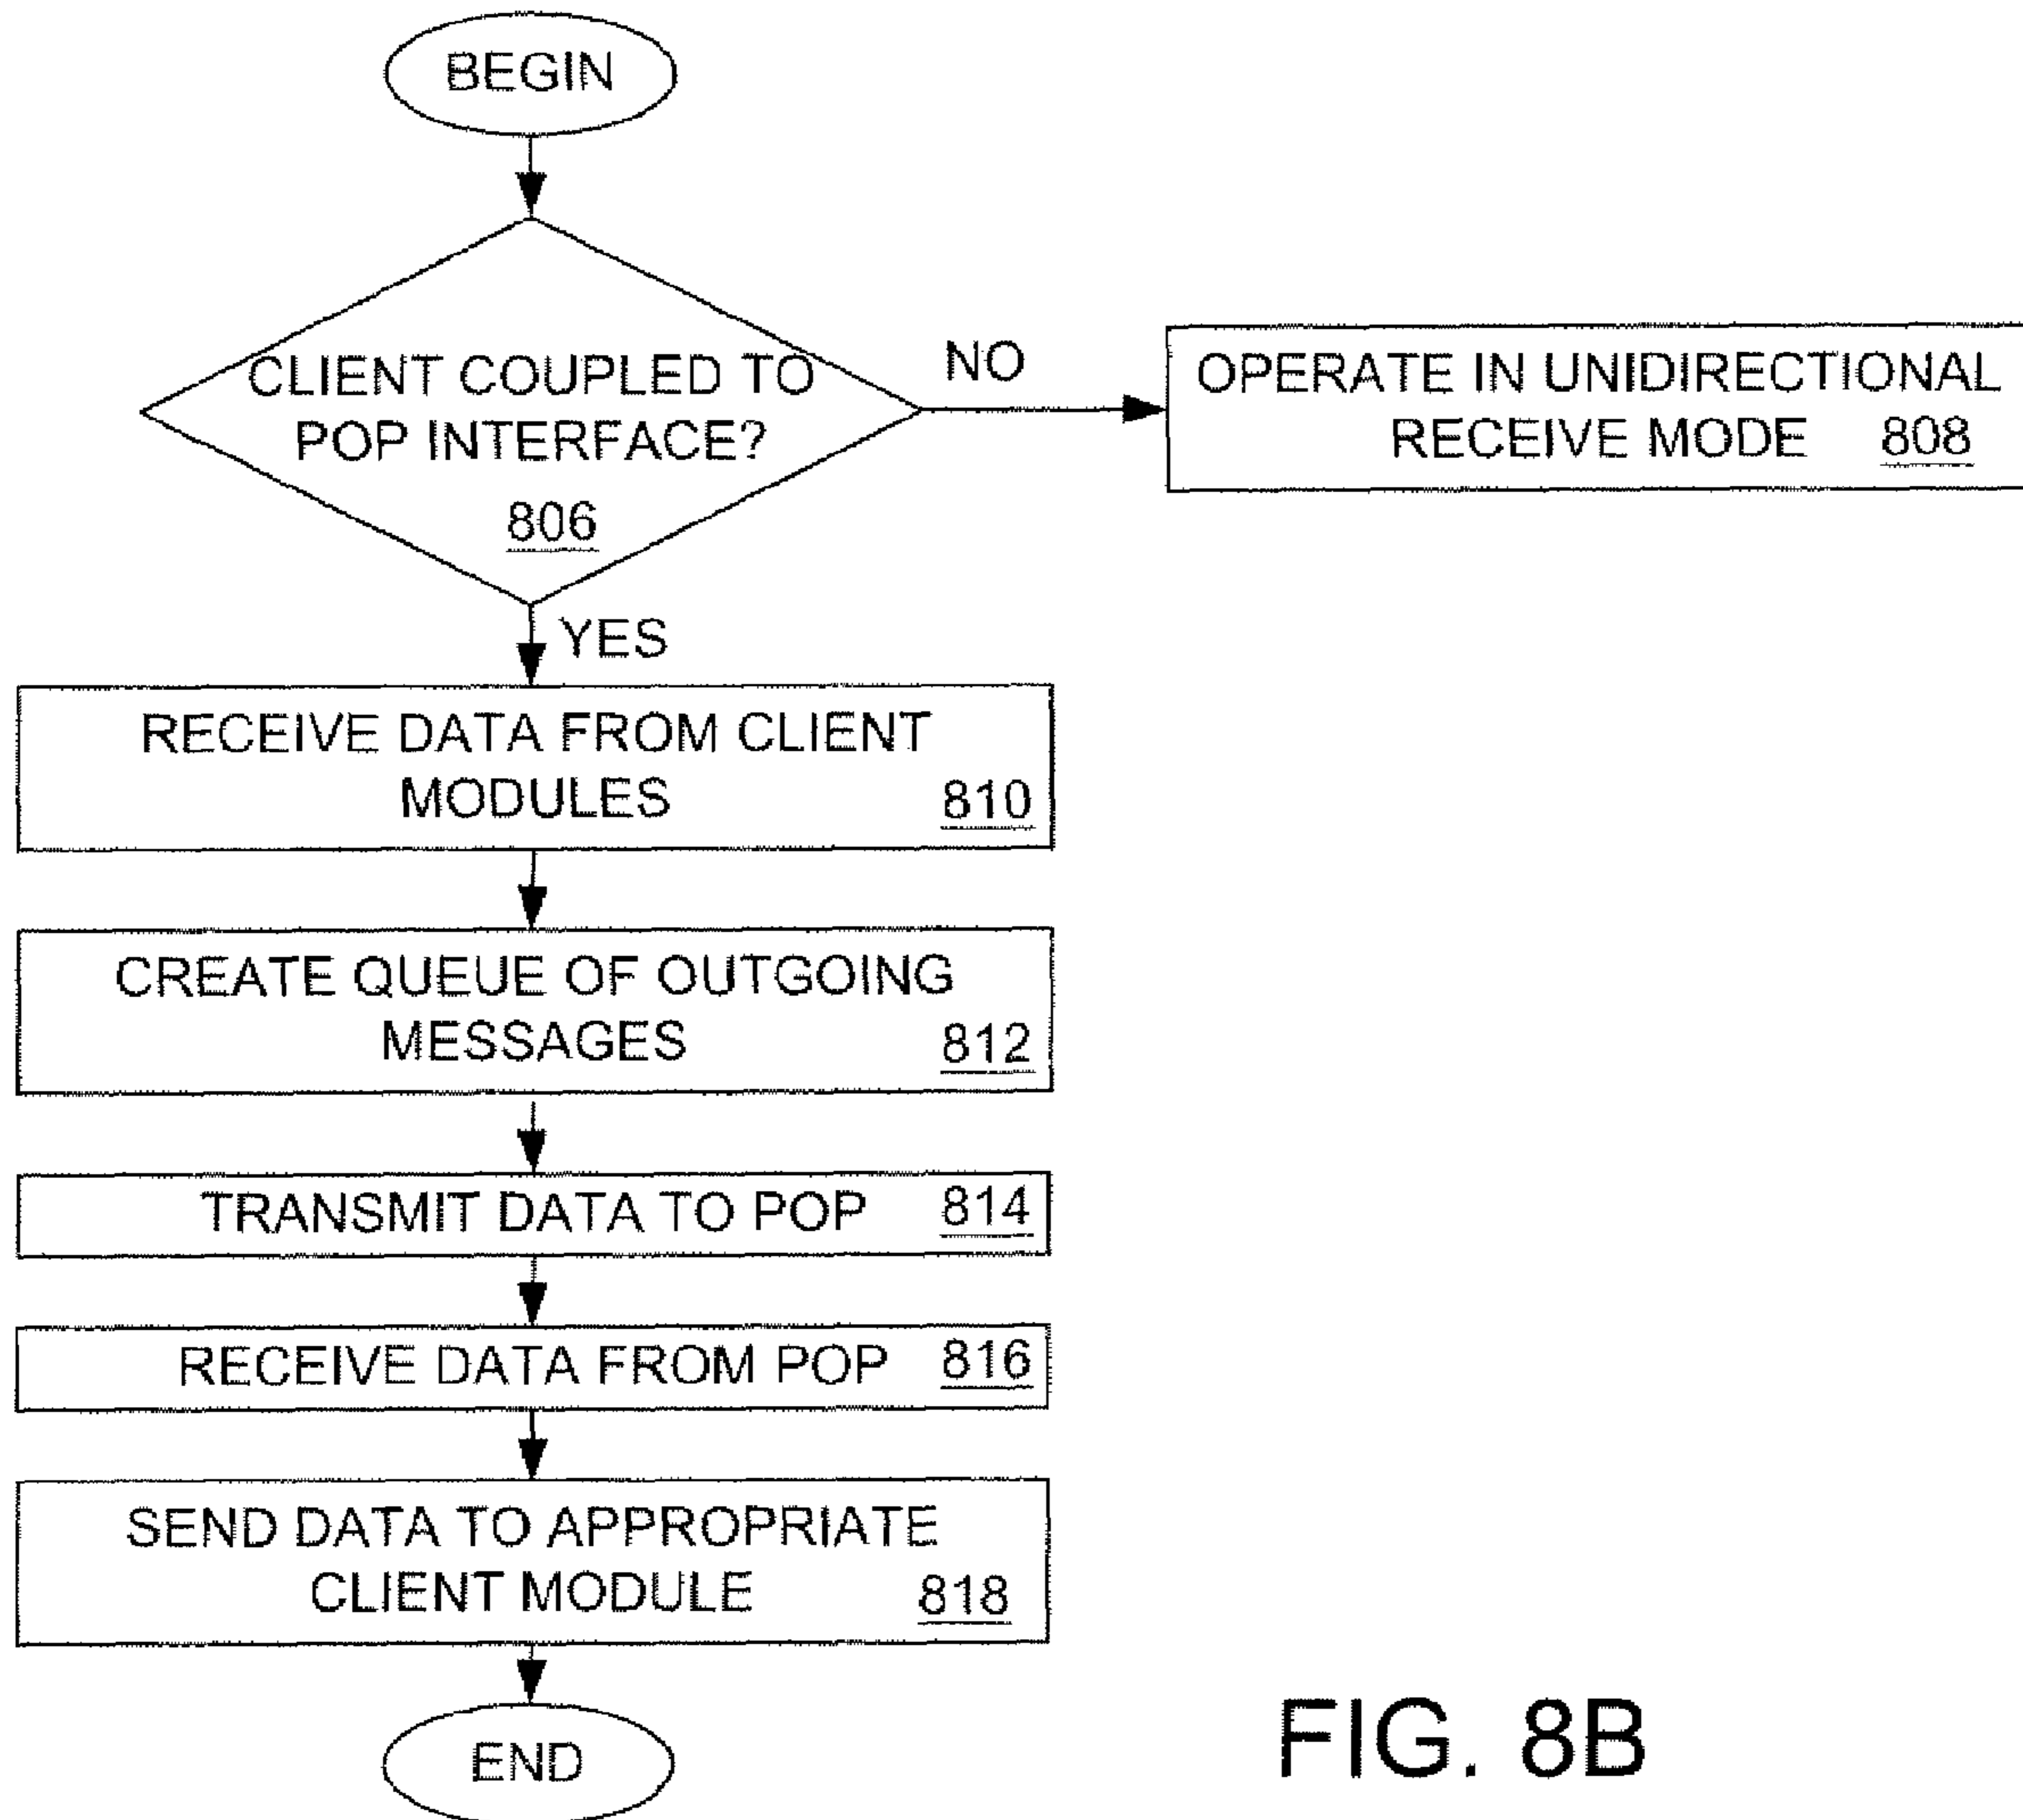 BEGIN
CLIENT COUPLED TO
POP INTERFACE?
806
NO
OPERATE IN UNIDIRECTIONAL
RECEIVE MODE 808
YES
RECEIVE DATA FROM CLIENT
MODULES 810
CREATE QUEUE OF OUTGOING
MESSAGES 812
TRANSMIT DATA TO POP 814
RECEIVE DATA FROM POP 816
SEND DATA TO APPROPRIATE
CLIENT MODULE 818
END
FIG. 8B